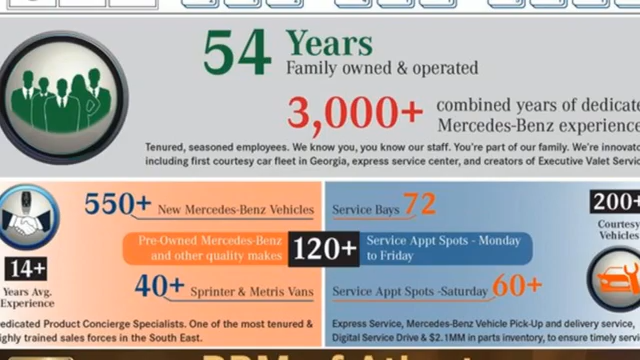 54 Years
Family owned & operated
3,000+ combined years of
Mercedes-Benz experience
Tenured, seasoned employees. We know you, you know our staff. You're part of our family. We're
including first courtesy car fleet in Georgia, express service center, and creators of Executive Valet
550+ New Mercedes-Benz Vehicles
Pre-Owned Mercedes-Benz
and other quality makes
120+
40+ Sprinter & Metris Vans
14+
Years Avg.
Experience
Product Concierge Specialists. One of the most tenured &
trained sales forces in the South East.
Service Bays 72
Service Appt Spots - Monday
to Friday
Service Appt Spots -Saturday 60+
200+
Courtesy
Vehicles
Express Service, Mercedes-Benz Vehicle Pick-Up and delivery service,
Digital Service Drive & $2.1MM in parts inventory, to ensure timely